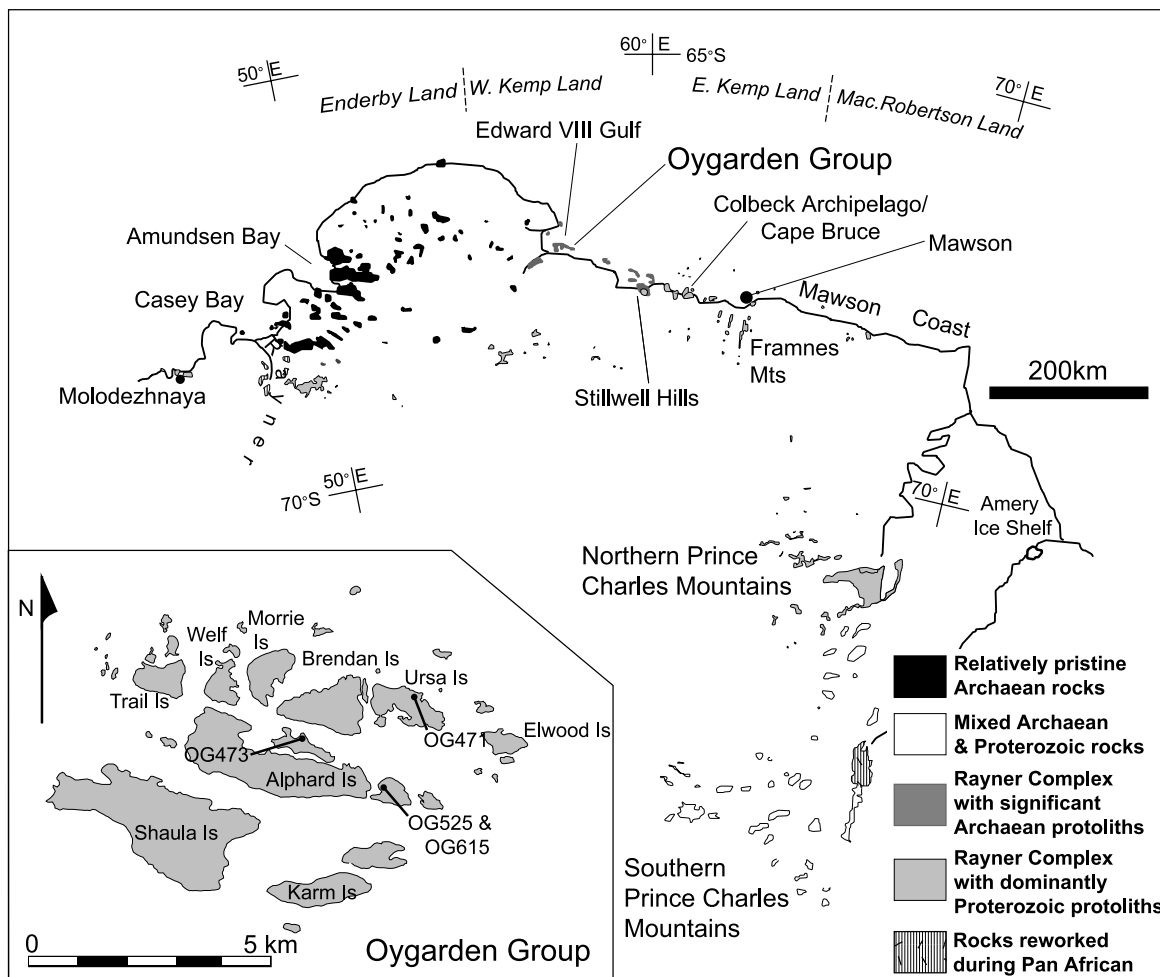 50° E
60° E
65°S
70° E
Enderby Land
W. Kemp Land
E. Kemp Land
Mac.Robertson Land
Edward VIII Gulf
Oygarden Group
Colbeck Archipelago/
Cape Bruce
Mawson
Amundsen Bay
Casey Bay
Molodezhnaya
Mawson Coast
Framnes
Mts
Stillwell Hills
200km
yner
50° E
70°S
70° E
Amery
Ice Shelf
Northern Prince
Charles Mountains
Southern
Prince Charles
Mountains
Relatively pristine
Archaean rocks
Mixed Archaean
& Proterozoic rocks
Rayner Complex
with significant
Archaean protoliths
Rayner Complex
with dominantly
Proterozoic protoliths
Rocks reworked
during Pan African
N
Morrie
Is
Welf
Is
Brendan Is
Ursa Is
Trail Is
Elwood Is
OG471
OG473
Alphard Is
OG525 &
OG615
Shaula Is
Karm Is
0
5 km
Oygarden Group